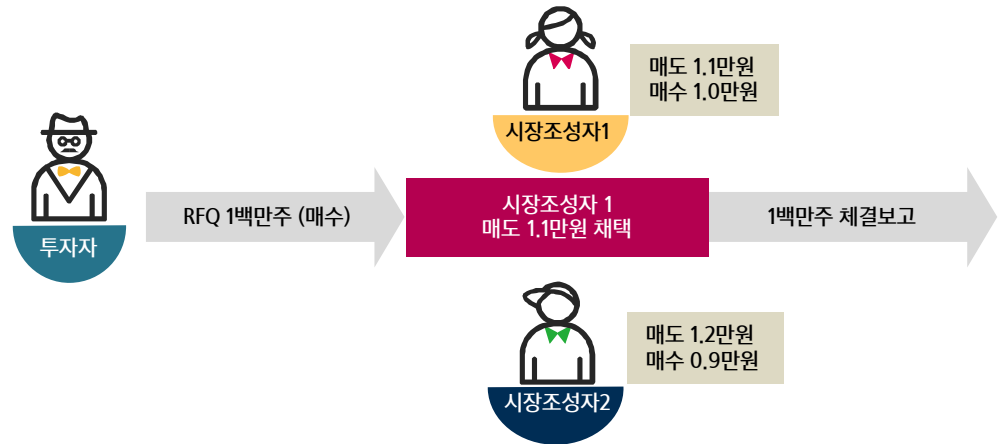 매도 1.1만원
매수 1.0만원
시장조성자1
투자자
RFQ 1백만주 (매수)
시장조성자 1
매도 1.1만원 채택
1백만주 체결보고
매도 1.2만원
매수 0.9만원
시장조성자2